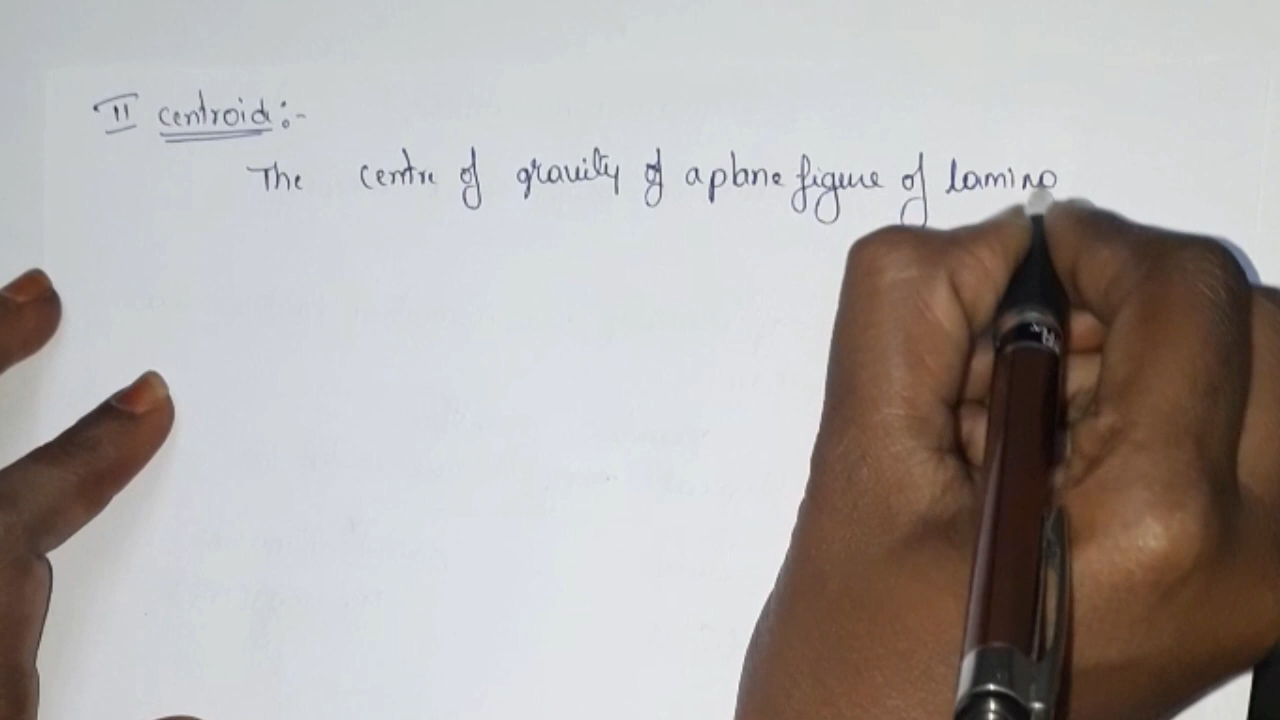 II centroid:-
The centre of gravity of a plane figure of lamina